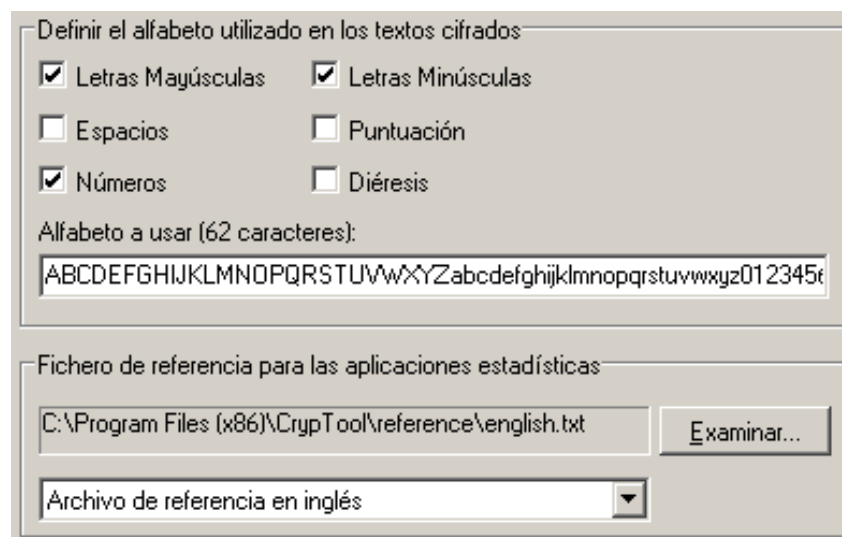 Definir el alfabeto utilizado en los textos cifrados
Letras Mayúsculas Letras Minúsculas
Espacios Puntuación
Números Diéresis
Alfabeto a usar (62 caracteres):
ABCDEFGHIJKLMNOPQRSTUVWXYZabcdefghijklmnopqrstuvwxyz0123456
Fichero de referencia para las aplicaciones estadísticas
C:\Program Files (x86)\CrypTool\reference\english.txt Examinar...
Archivo de referencia en inglés